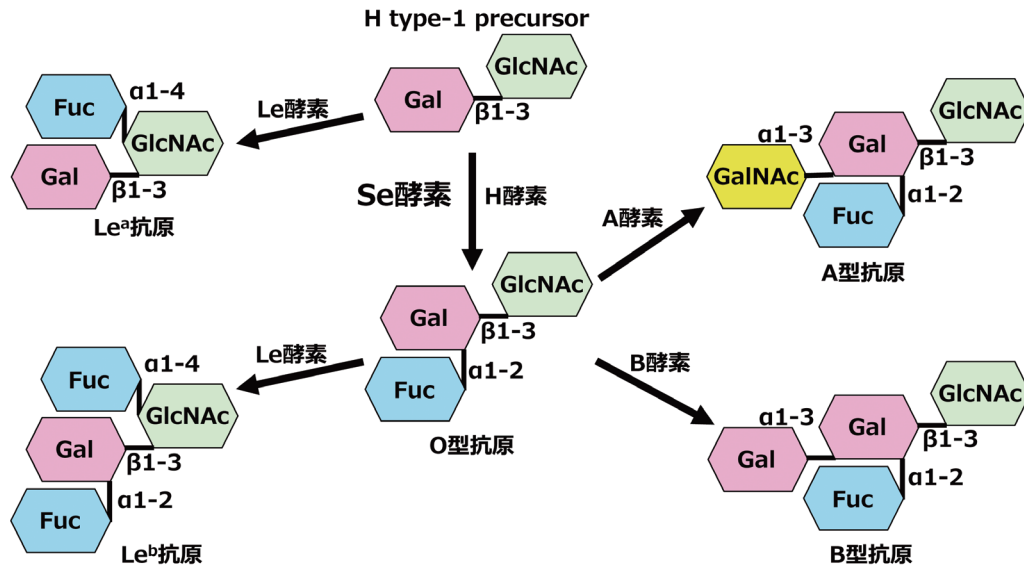 H type-1 precursor
GlcNAc
Gal
β1-3
Le酵素
Fuc
α1-4
GlcNAc
Gal
β1-3
Leᵃ抗原
Se酵素
H酵素
GlcNAc
Gal
β1-3
α1-2
Fuc
O型抗原
Le酵素
Fuc
α1-4
GlcNAc
Gal
β1-3
α1-2
Fuc
Leᵇ抗原
A酵素
GlcNAc
α1-3
Gal
β1-3
GalNAc
α1-2
Fuc
A型抗原
B酵素
GlcNAc
α1-3
Gal
β1-3
Gal
α1-2
Fuc
B型抗原